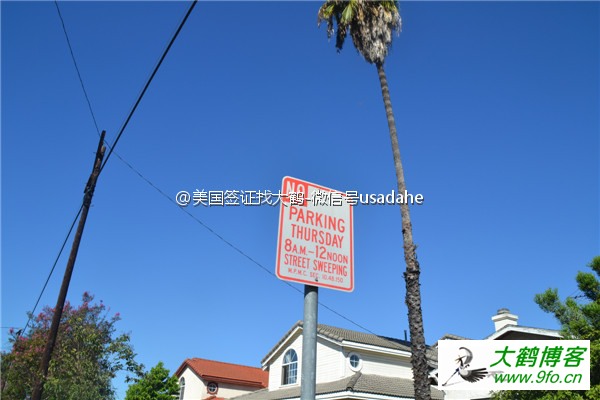 @美国签证找大鹤-微信号usadahe
NO
PARKING
THURSDAY
8A.M.-12NOON
STREET SWEEPING
大鹤博客
www.9fo.cn